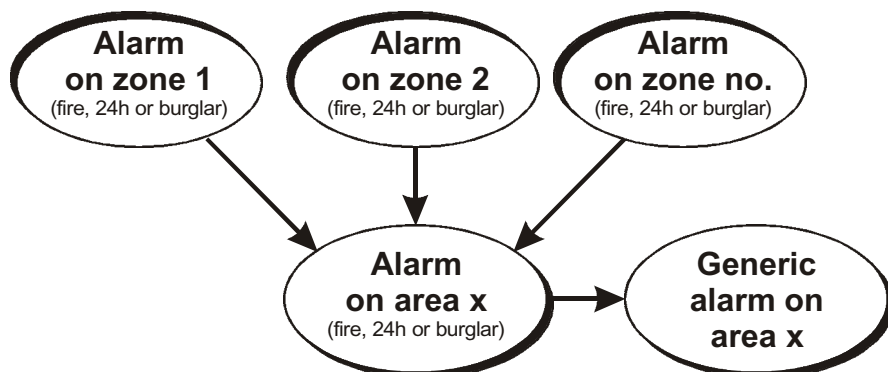 Alarm
on zone 1
(fire, 24h or burglar)
Alarm
on zone 2
(fire, 24h or burglar)
Alarm
on zone no.
(fire, 24h or burglar)
Alarm
on area x
(fire, 24h or burglar)
Generic
alarm on
area x